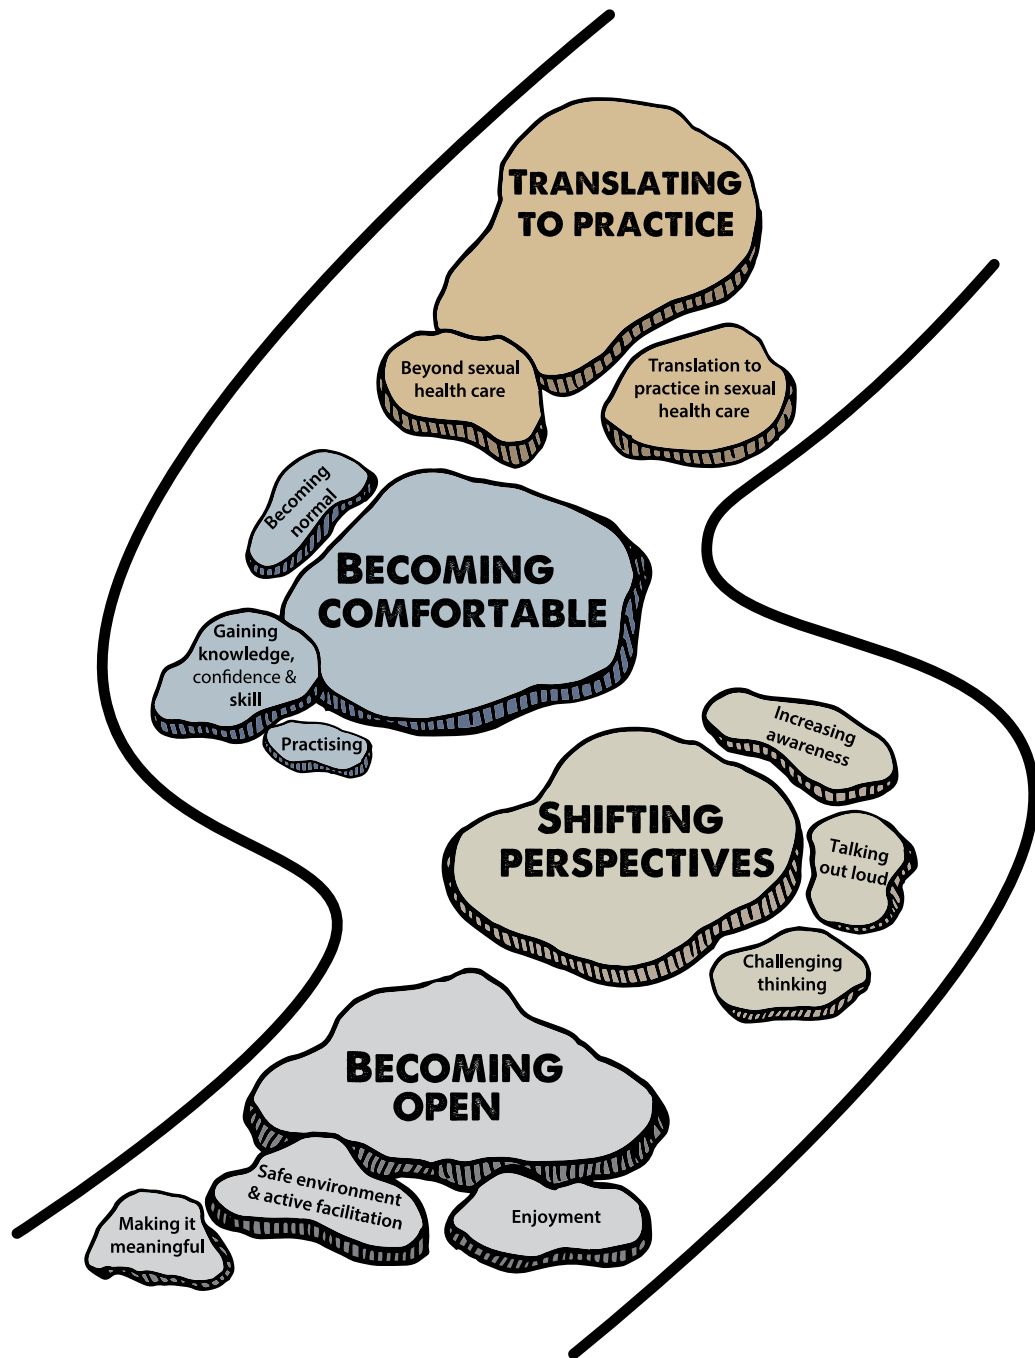 TRANSLATING
TO PRACTICE
Beyond sexual
health care
Translation to
practice in sexual
health care
Becoming
normal
BECOMING
COMFORTABLE
Gaining
knowledge,
confidence &
skill
Practising
Increasing
awareness
SHIFTING
PERSPECTIVES
Talking
out loud
Challenging
thinking
BECOMING
OPEN
Safe environment
& active facilitation
Making it
meaningful
Enjoyment